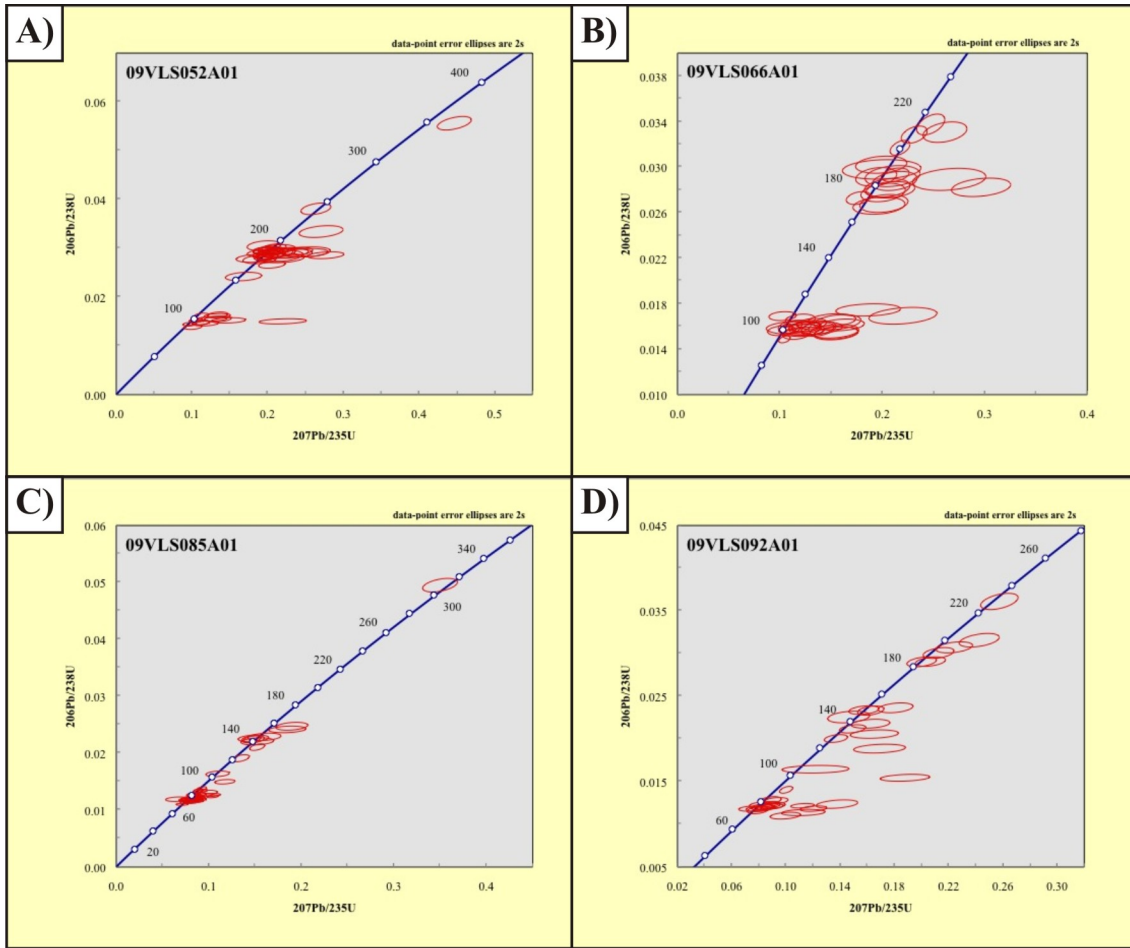 A)
data-point error ellipses are 2s
09VLS052A01
400
300
200
100
0.06
0.04
0.02
0.00
206Pb/238U
0.0 0.1 0.2 0.3 0.4 0.5
207Pb/235U
B)
data-point error ellipses are 2s
09VLS066A01
220
180
140
100
0.038
0.034
0.030
0.026
0.022
0.018
0.014
0.010
206Pb/238U
0.0 0.1 0.2 0.3 0.4
207Pb/235U
C)
data-point error ellipses are 2s
09VLS085A01
340
300
260
220
180
140
100
60
20
0.06
0.05
0.04
0.03
0.02
0.01
0.00
206Pb/238U
0.0 0.1 0.2 0.3 0.4
207Pb/235U
D)
data-point error ellipses are 2s
09VLS092A01
260
220
180
140
100
60
0.045
0.035
0.025
0.015
0.005
206Pb/238U
0.02 0.06 0.10 0.14 0.18 0.22 0.26 0.30
207Pb/235U